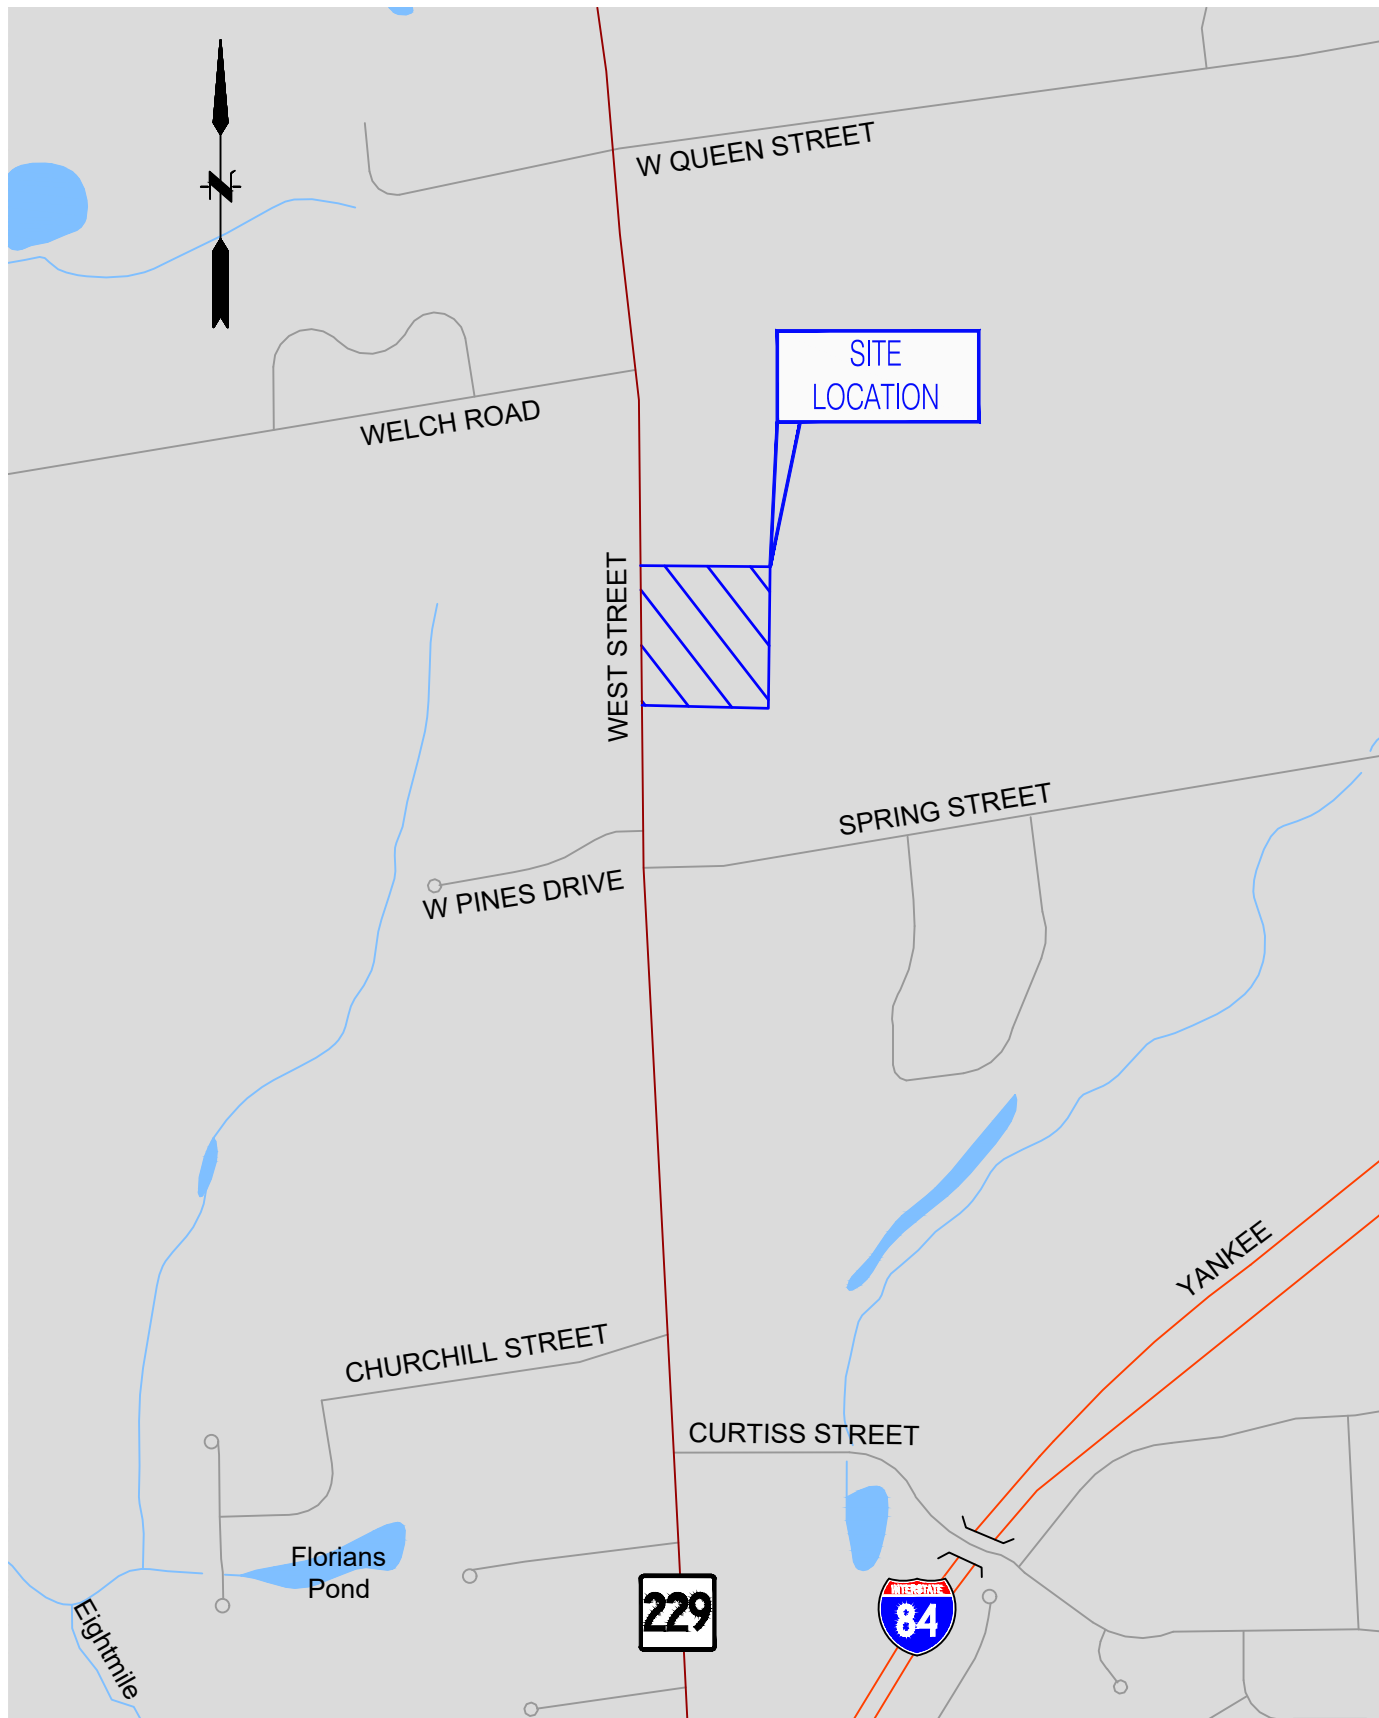 N
W QUEEN STREET
SITE
LOCATION
WELCH ROAD
WEST STREET
SPRING STREET
W PINES DRIVE
YANKEE
CHURCHILL STREET
CURTISS STREET
Florians
Pond
Eightmile
229
INTERSTATE
84